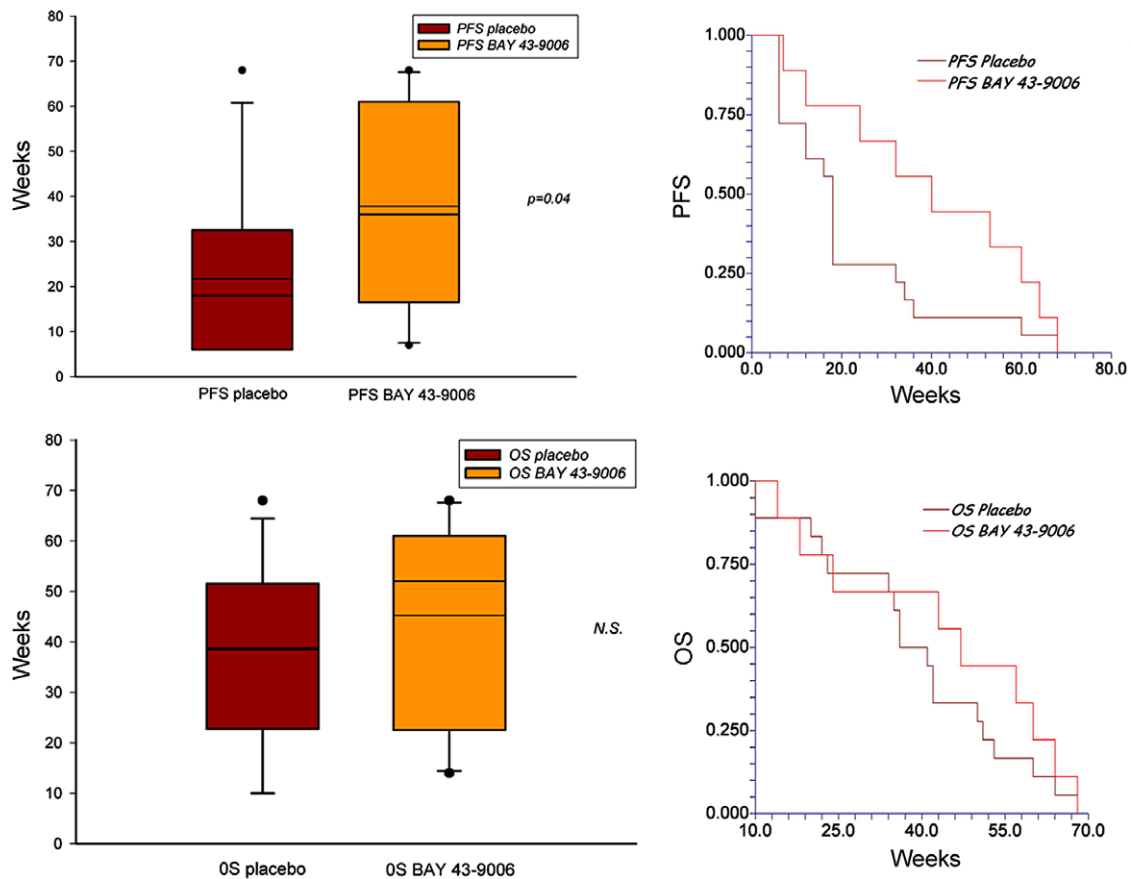 80
70
60
50
40
30
20
10
0
Weeks
PFS placebo
PFS BAY 43-9006
p=0.04
PFS placebo
PFS BAY 43-9006
1.000
0.750
0.500
0.250
0.000
PFS
PFS Placebo
PFS BAY 43-9006
0.0
20.0
40.0
60.0
80.0
Weeks
80
70
60
50
40
30
20
10
0
Weeks
OS placebo
OS BAY 43-9006
N.S.
0S placebo
0S BAY 43-9006
1.000
0.750
0.500
0.250
0.000
OS
OS Placebo
OS BAY 43-9006
10.0
25.0
40.0
55.0
70.0
Weeks